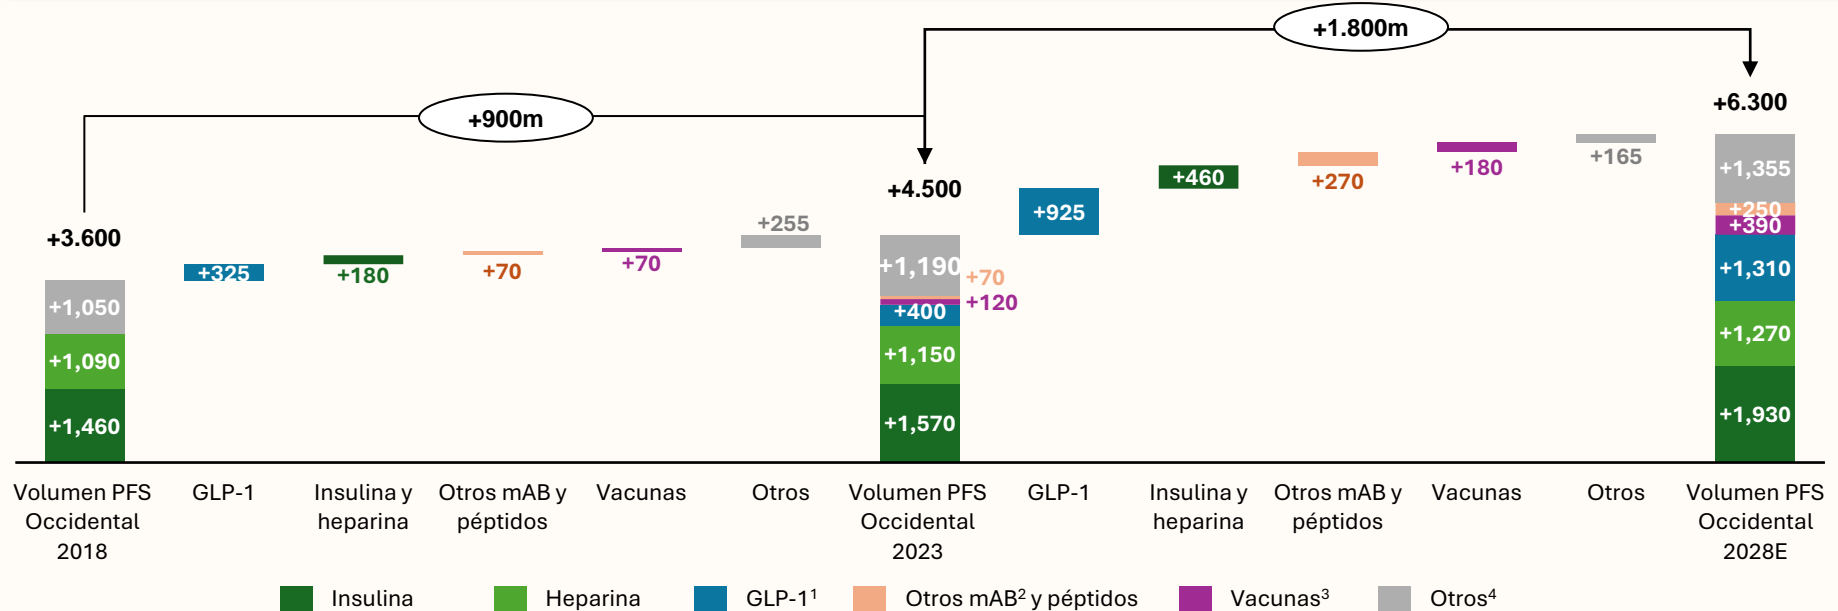 +1.800m
+6.300
+900m
+4.500
+3.600
+1,050
+1,090
+1,460
+325
+180
+70
+70
+255
+1,190
+70
+120
+400
+1,150
+1,570
+925
+460
+270
+180
+165
+1,355
+250
+390
+1,310
+1,270
+1,930
Volumen PFS
Occidental
2018
GLP-1
Insulina y
heparina
Otros mAB y
péptidos
Vacunas
Otros
Volumen PFS
Occidental
2023
GLP-1
Insulina y
heparina
Otros mAB y
péptidos
Vacunas
Otros
Volumen PFS
Occidental
2028E
Insulina
Heparina
GLP-1¹
Otros mAB² y péptidos
Vacunas³
Otros⁴